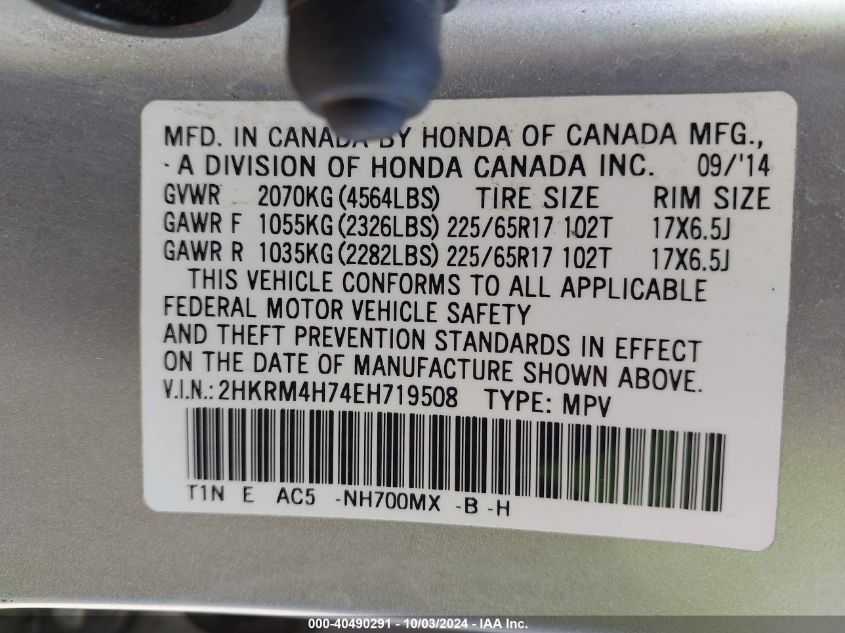 MFD. IN CANADA BY HONDA OF CANADA MFG.,
-A DIVISION OF HONDA CANADA INC. 09/'14
GVWR 2070KG (4564LBS) TIRE SIZE RIM SIZE
GAWR F 1055KG (2326LBS) 225/65R17 102T 17X6.5J
GAWR R 1035KG (2282LBS) 225/65R17 102T 17X6.5J
THIS VEHICLE CONFORMS TO ALL APPLICABLE
FEDERAL MOTOR VEHICLE SAFETY
AND THEFT PREVENTION STANDARDS IN EFFECT
ON THE DATE OF MANUFACTURE SHOWN ABOVE.
V.I.N.: 2HKRM4H74EH719508 TYPE: MPV
T1N E AC5 -NH700MX -B -H
000-40490291 - 10/03/2024 - IAA Inc.